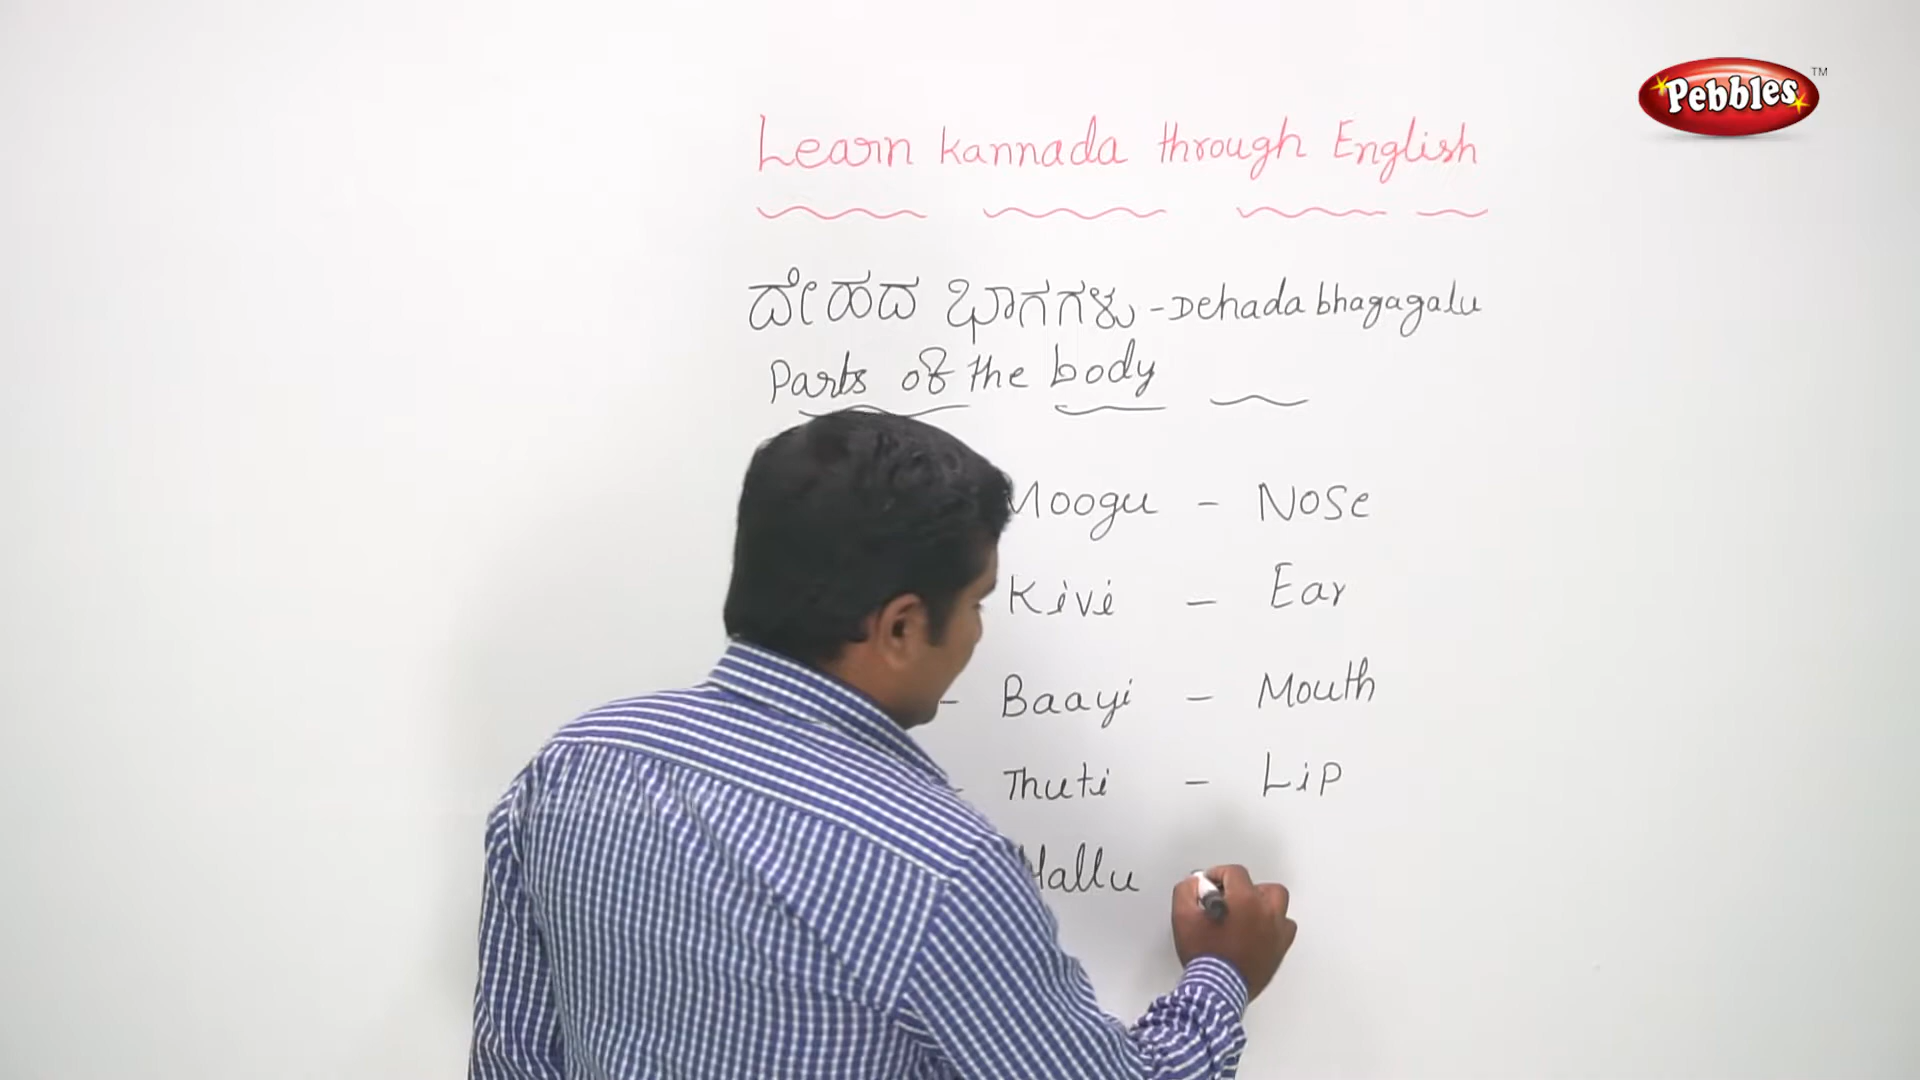 Pebbles TM
Learn Kannada through English
ದೇಹದ ಭಾಗಗಳು - Dehada bhagagalu
Parts of the body
Moogu - Nose
Kivi - Ear
- Baayi - Mouth
- Thuti - Lip
Hallu